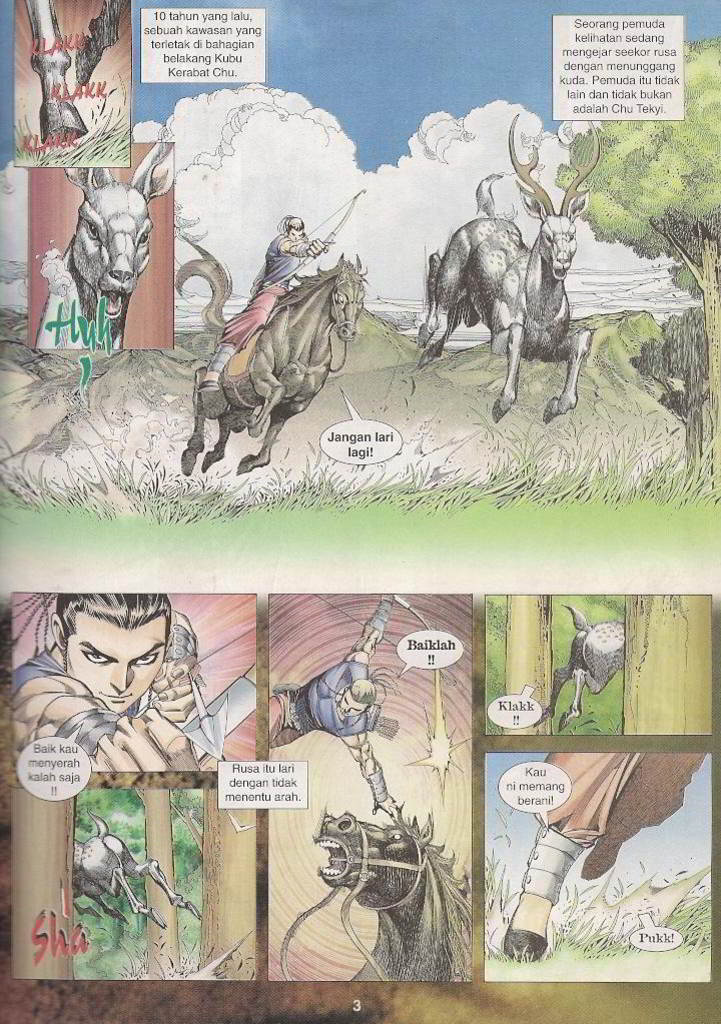 KLAKK
KLAKK
KLAKK
10 tahun yang lalu,
sebuah kawasan yang
terletak di bahagian
belakang Kubu
Kerabat Chu.
Seorang pemuda
kelihatan sedang
mengejar seekor rusa
dengan menunggang
kuda. Pemuda itu tidak
lain dan tidak bukan
adalah Chu Tekyi.
Huh
!
Jangan lari
lagi!
Baik kau
menyerah
kalah saja
!!
Rusa itu lari
dengan tidak
menentu arah.
Sha
!
Baiklah
!!
Klakk
!!
Kau
ni memang
berani!
Pukk!
3